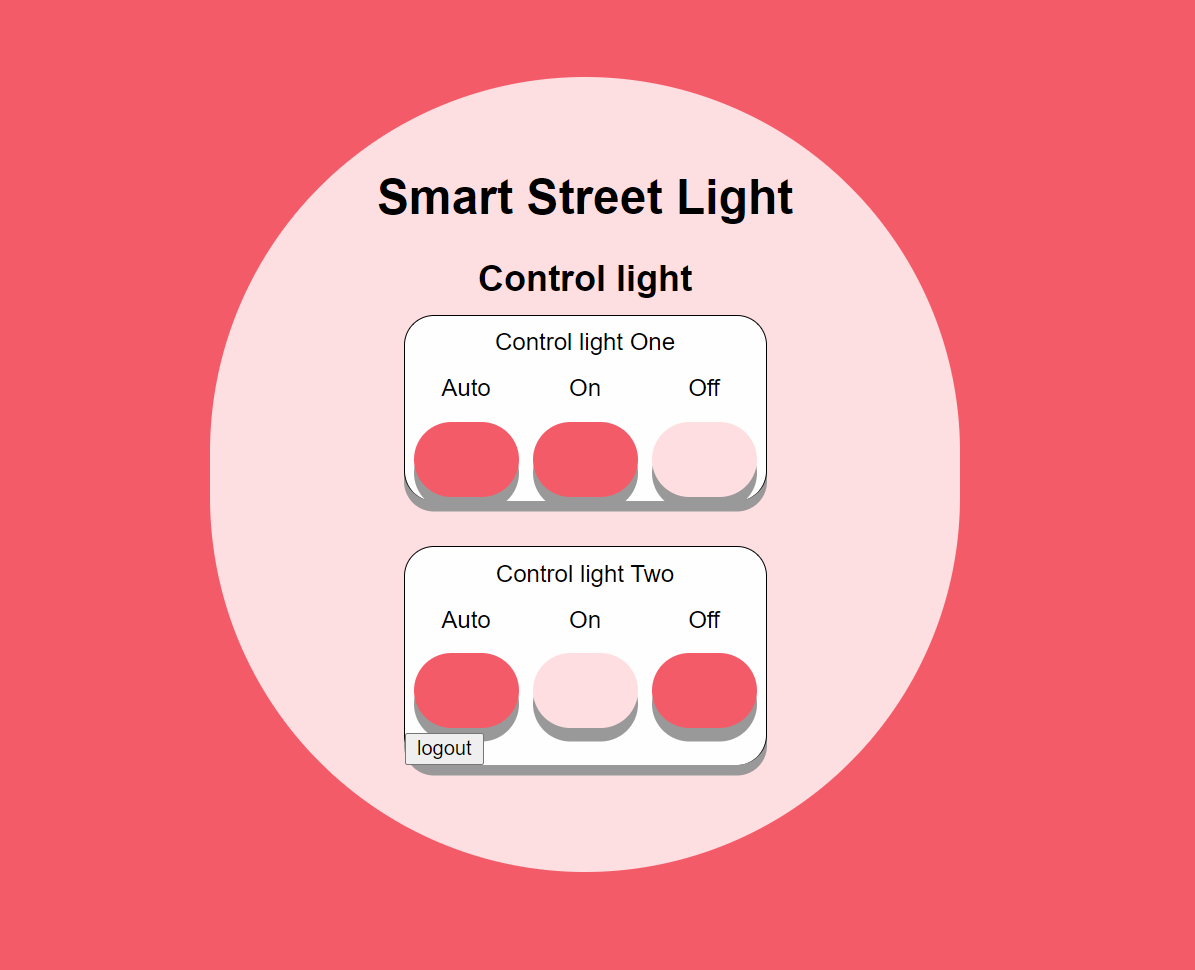 Smart Street Light
Control light
Control light One
Auto On Off
Control light Two
Auto On Off
logout